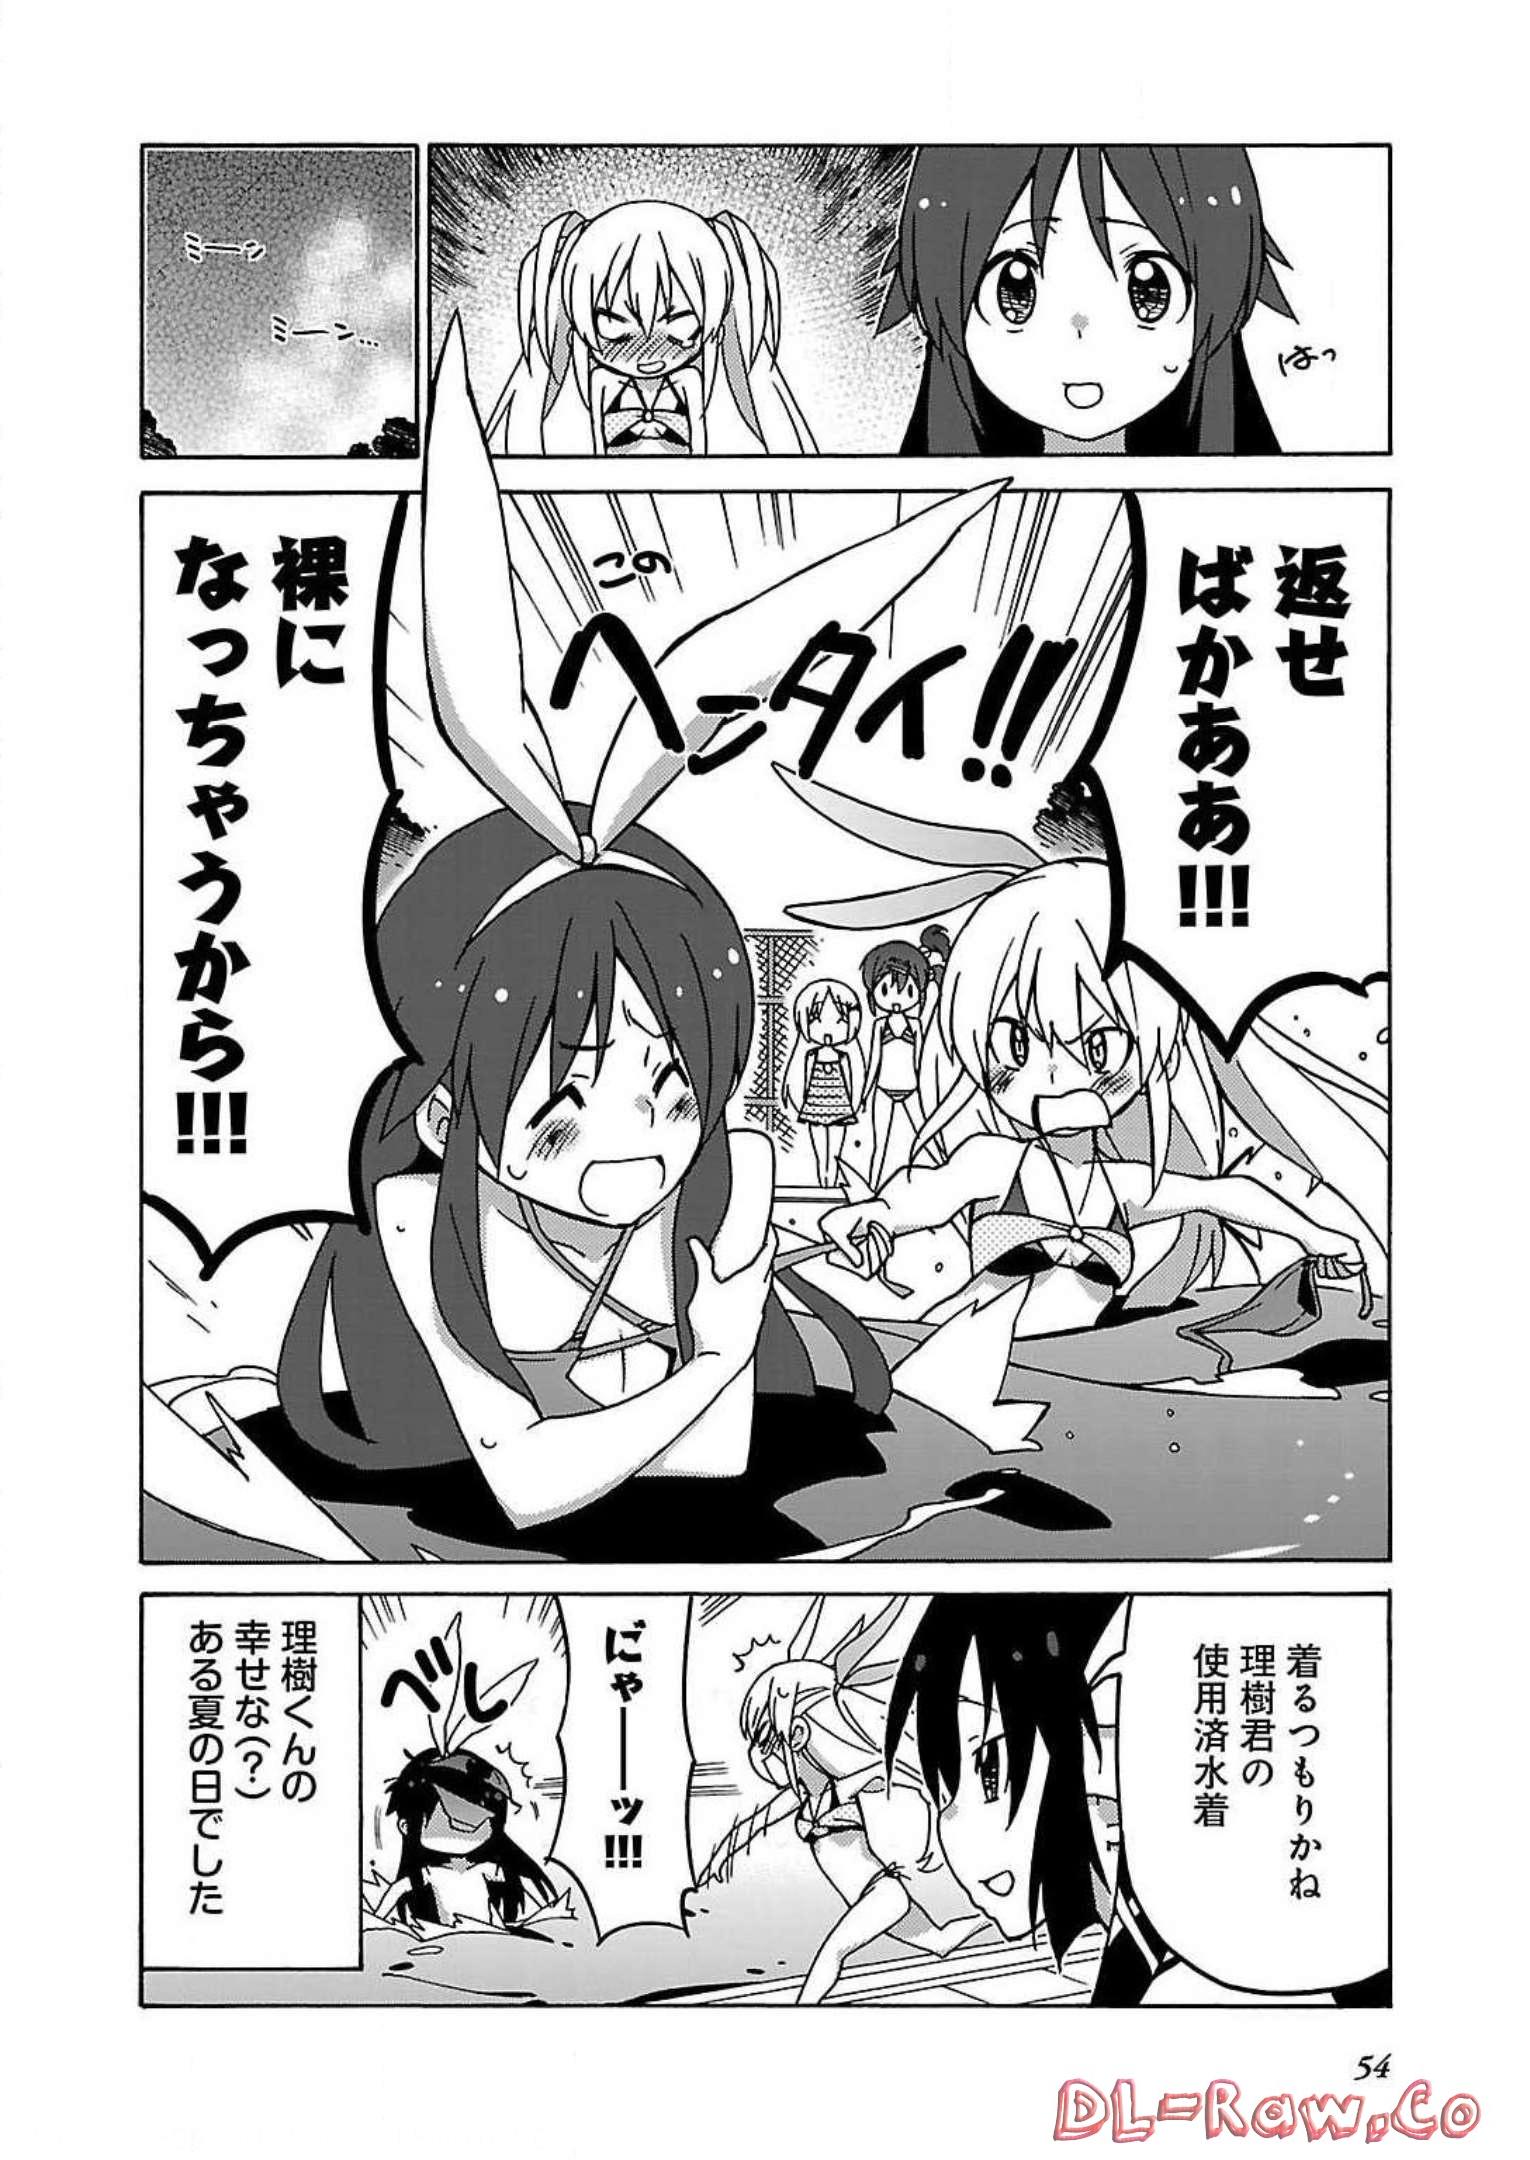 はっ
ミーン
ミーン…
返せ
ばかああ!!!
この
ヘンタイ!!
裸に
なっちゃうから!!!
着るつもりかね
理樹君の
使用済水着
にゃーーーッ!!!
べしっ
理樹くんの
幸せな(?)
ある夏の日でした
54
DL-Raw.Co